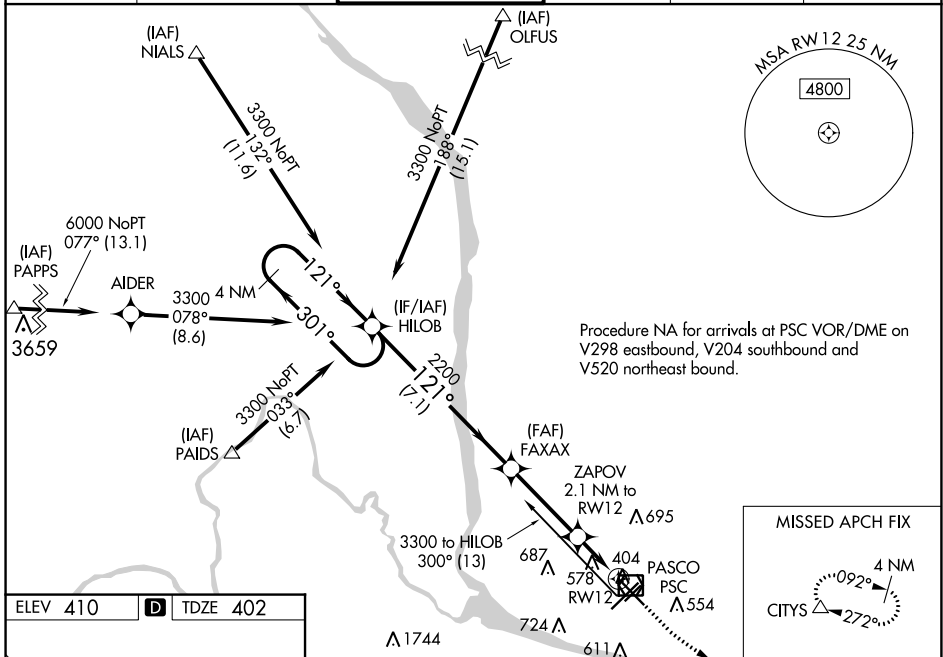 (IAF)
NIALS
(IAF)
OLFUS
MSA RW12 25 NM
4800
3300 NoPT
132°
(11.6)
3300 NoPT
188°
(15.1)
6000 NoPT
077° (13.1)
(IAF)
PAPPS
3659
AIDER
3300
078°
(8.6)
4 NM
121°
301°
(IF/IAF)
HILOB
3300 NoPT
033°
(6.7)
(IAF)
PAIDS
2200
121°
(7.1)
Procedure NA for arrivals at PSC VOR/DME on
V298 eastbound, V204 southbound and
V520 northeast bound.
(FAF)
FAXAX
ZAPOV
2.1 NM to
RW12
695
3300 to HILOB
300° (13)
687
578
404
RW12
PASCO
PSC
554
724
611
1744
MISSED APCH FIX
4 NM
092°
CITYS
272°
ELEV 410 D TDZE 402